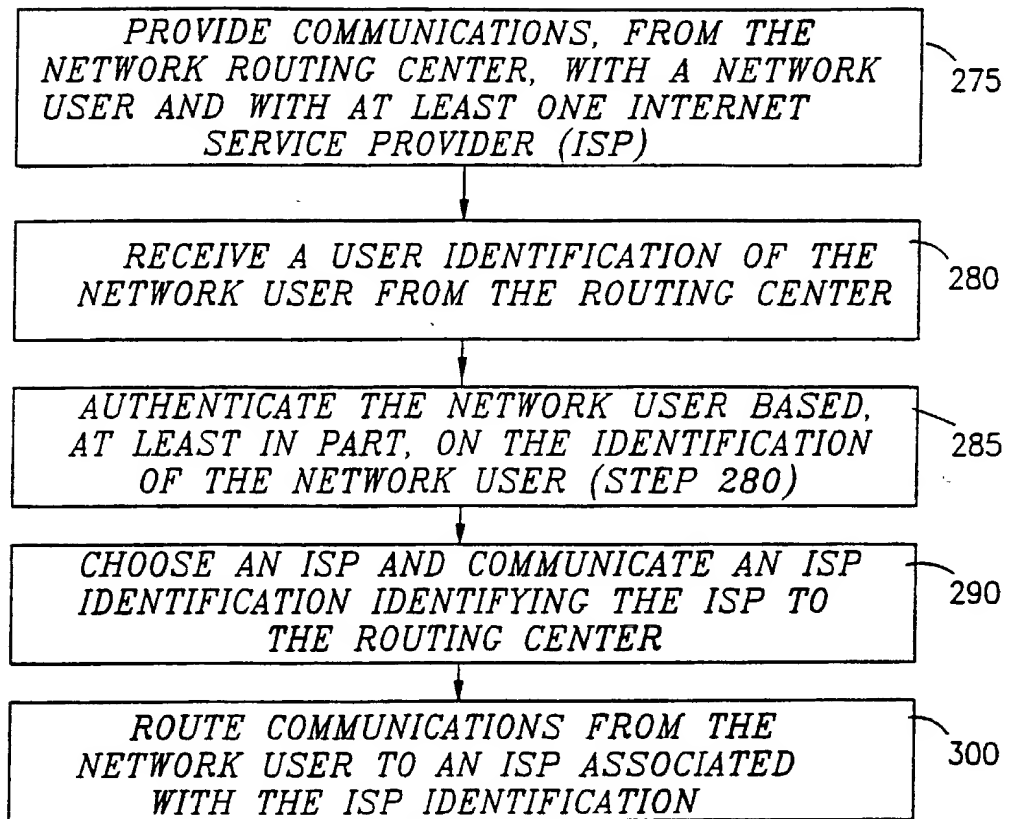 PROVIDE COMMUNICATIONS, FROM THE
NETWORK ROUTING CENTER, WITH A NETWORK
USER AND WITH AT LEAST ONE INTERNET
SERVICE PROVIDER (ISP)
275
RECEIVE A USER IDENTIFICATION OF THE
NETWORK USER FROM THE ROUTING CENTER
280
AUTHENTICATE THE NETWORK USER BASED,
AT LEAST IN PART, ON THE IDENTIFICATION
OF THE NETWORK USER (STEP 280)
285
CHOOSE AN ISP AND COMMUNICATE AN ISP
IDENTIFICATION IDENTIFYING THE ISP TO
THE ROUTING CENTER
290
ROUTE COMMUNICATIONS FROM THE
NETWORK USER TO AN ISP ASSOCIATED
WITH THE ISP IDENTIFICATION
300